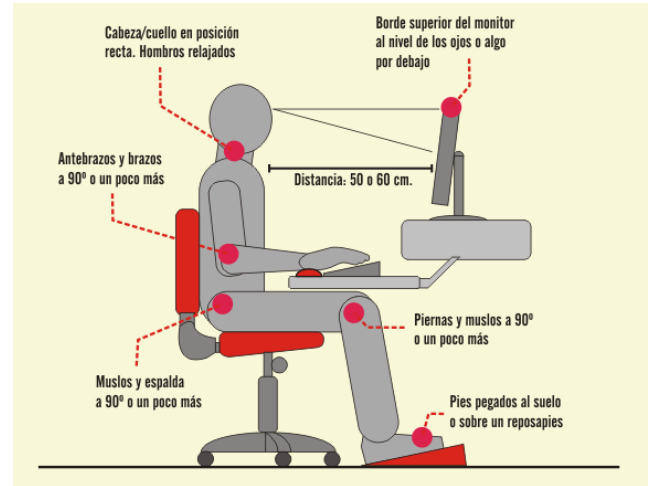 Cabeza/cuello en posición
recta. Hombros relajados
Borde superior del monitor
al nivel de los ojos o algo
por debajo
Antebrazos y brazos
a 90º o un poco más
Distancia: 50 o 60 cm.
Piernas y muslos a 90º
o un poco más
Muslos y espalda
a 90º o un poco más
Pies pegados al suelo
o sobre un reposapies